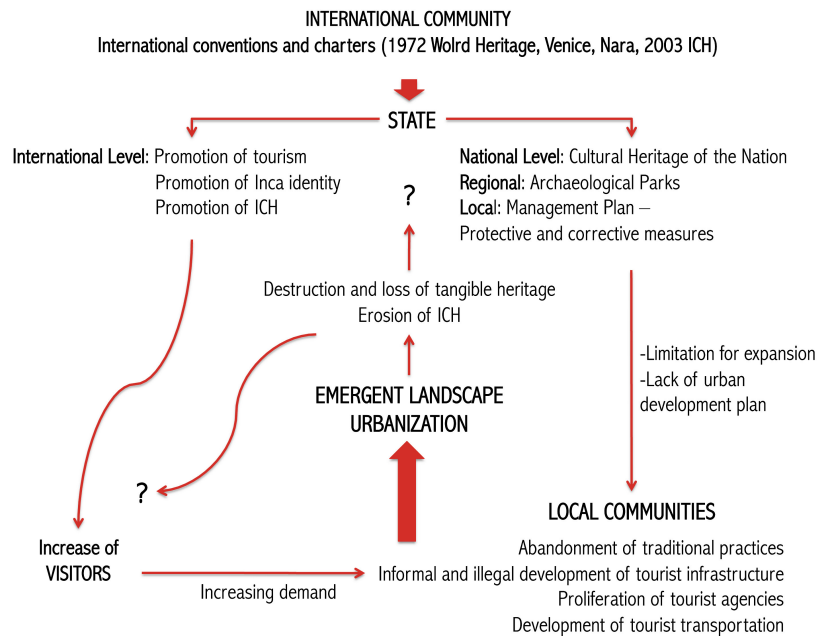 INTERNATIONAL COMMUNITY
International conventions and charters (1972 Wolrd Heritage, Venice, Nara, 2003 ICH)
STATE
International Level: Promotion of tourism
Promotion of Inca identity
Promotion of ICH
National Level: Cultural Heritage of the Nation
Regional: Archaeological Parks
Local: Management Plan –
Protective and corrective measures
?
Destruction and loss of tangible heritage
Erosion of ICH
-Limitation for expansion
-Lack of urban
development plan
EMERGENT LANDSCAPE
URBANIZATION
?
LOCAL COMMUNITIES
Abandonment of traditional practices
Informal and illegal development of tourist infrastructure
Proliferation of tourist agencies
Development of tourist transportation
Increase of
VISITORS
Increasing demand